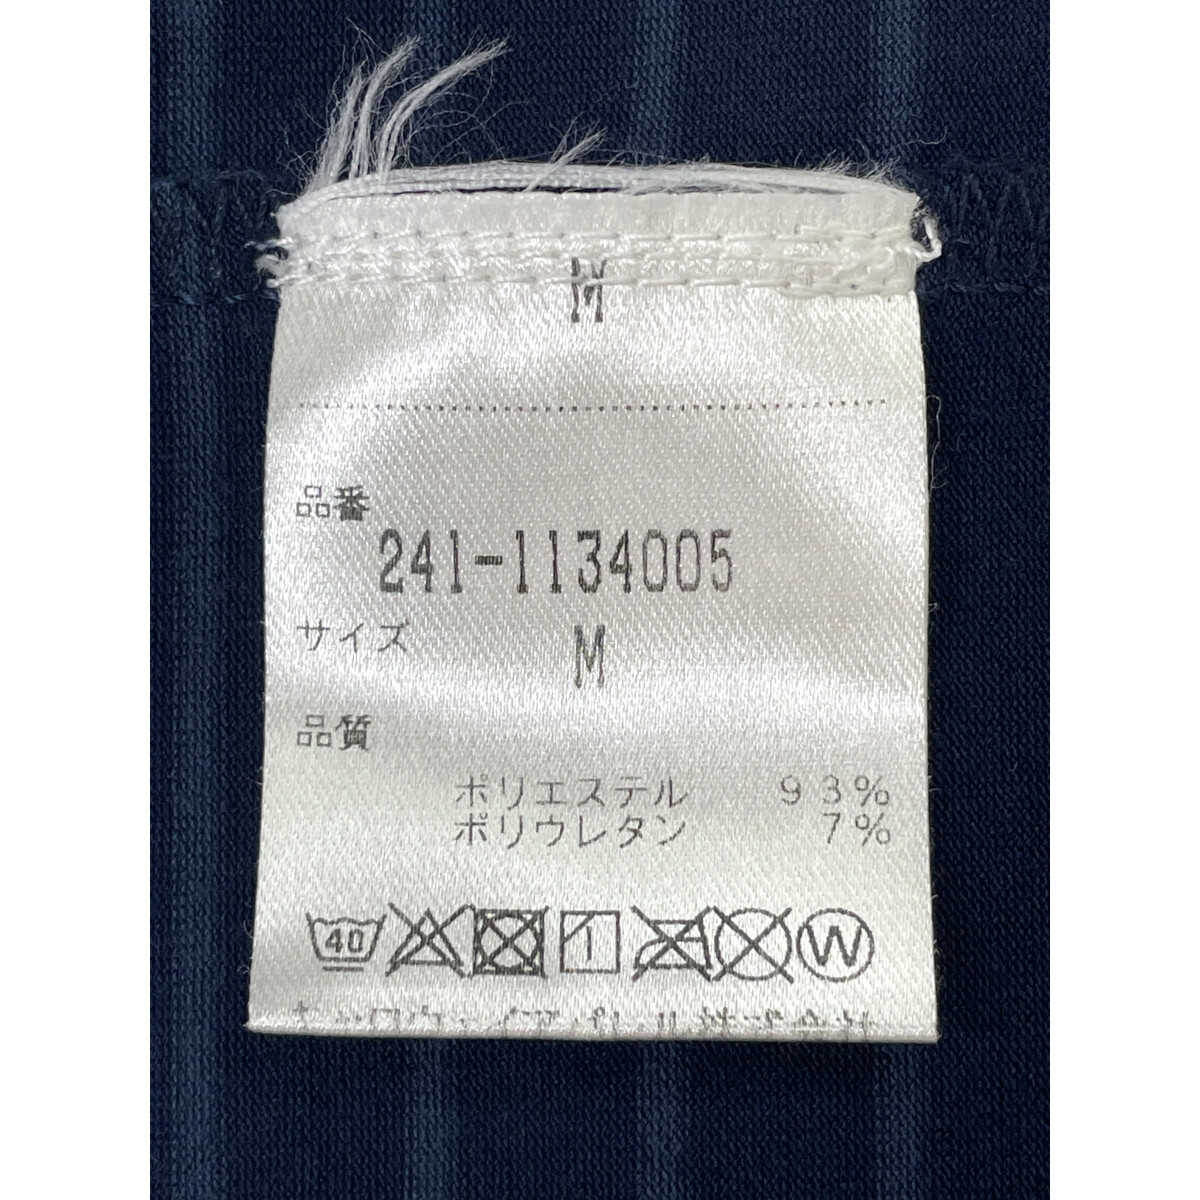 M
品番
241-1134005
サイズ
M
品質
ポリエステル 93%
ポリウレタン 7%
40
W